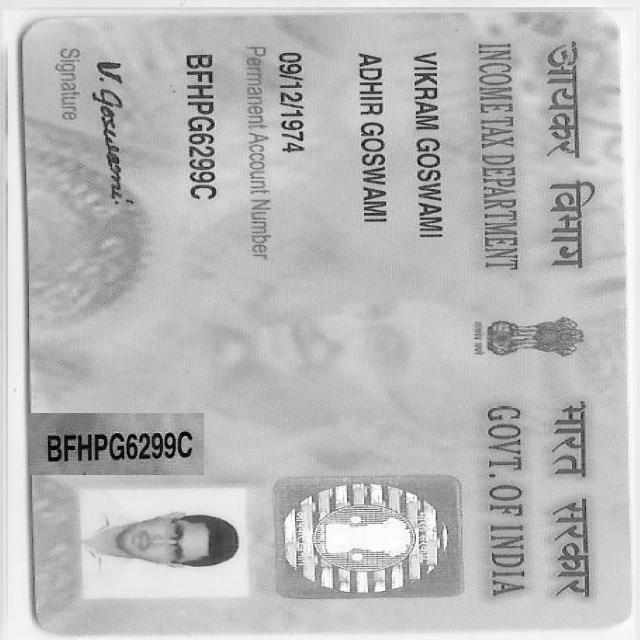 आयकर विभाग
INCOME TAX DEPARTMENT
भारत सरकार
GOVT. OF INDIA
VIKRAM GOSWAMI
ADHIR GOSWAMI
09/12/1974
Permanent Account Number
BFHPG6299C
V. Goswami
Signature
BFHPG6299C